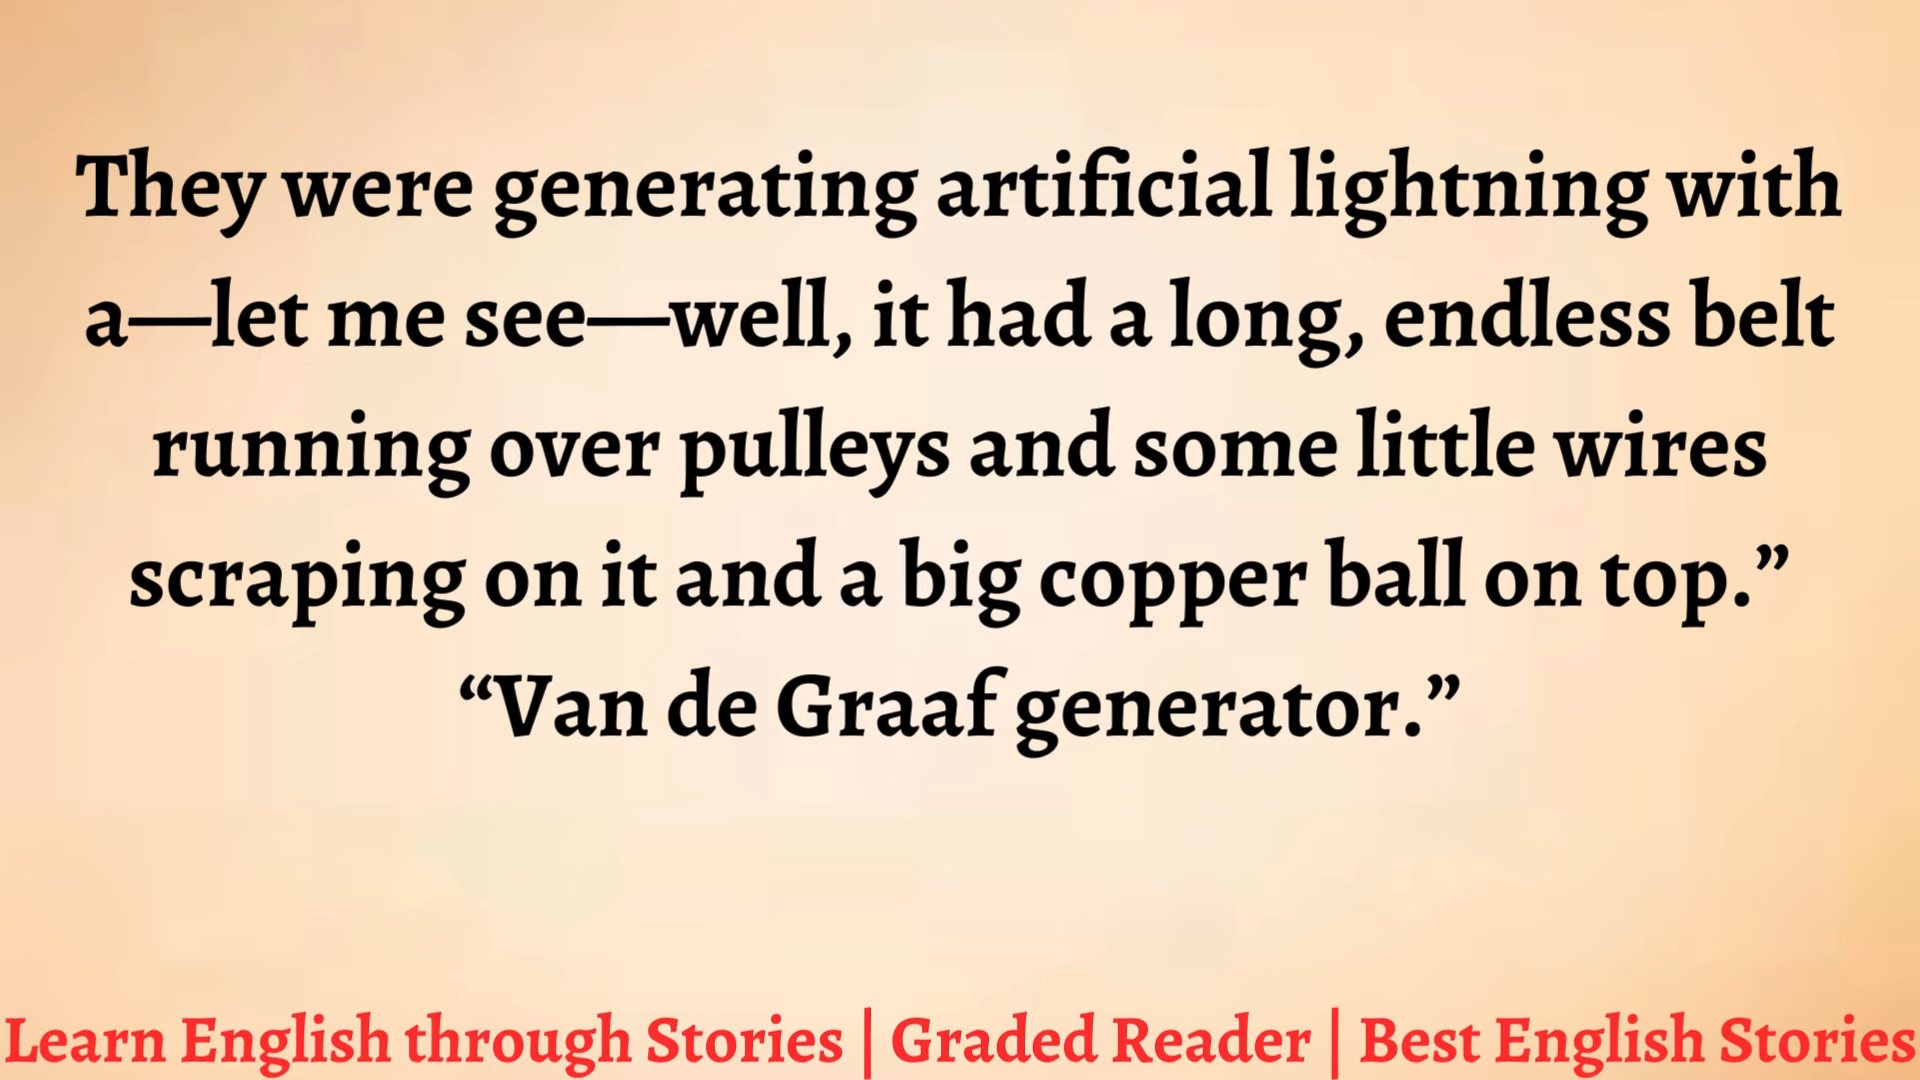 They were generating artificial lightning with
a—let me see—well, it had a long, endless belt
running over pulleys and some little wires
scraping on it and a big copper ball on top.”
“Van de Graaf generator.”
Learn English through Stories | Graded Reader | Best English Stories